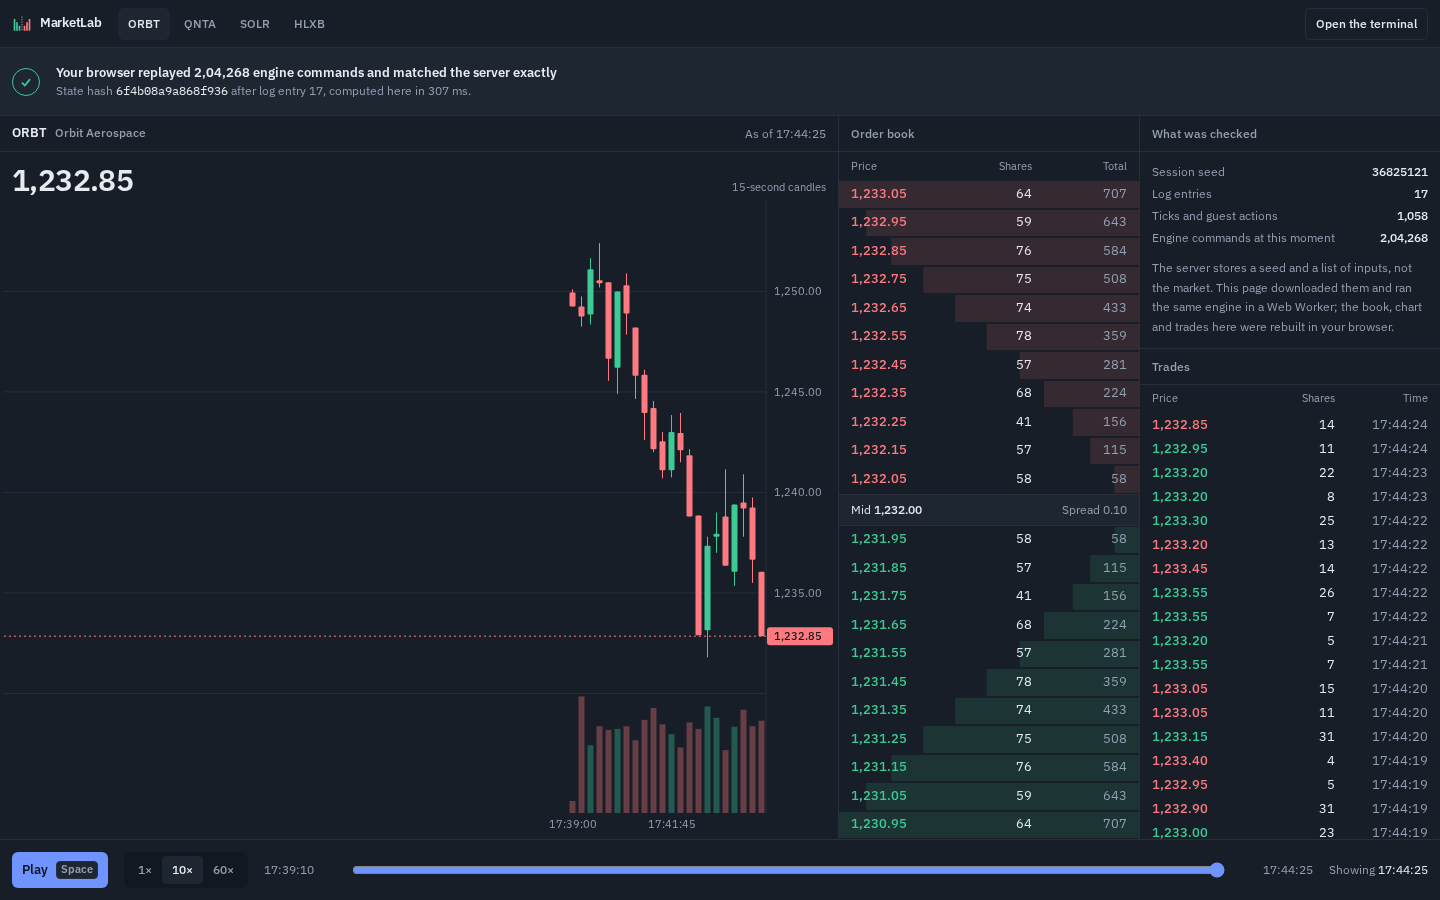 MarketLab ORBT QNTA SOLR HLXB Open the terminal
Your browser replayed 2,04,268 engine commands and matched the server exactly
State hash 6f4b08a9a868f936 after log entry 17, computed here in 307 ms.
ORBT Orbit Aerospace As of 17:44:25
1,232.85
15-second candles
1,250.00
1,245.00
1,240.00
1,235.00
1,232.85
17:39:00 17:41:45
Order book
Price Shares Total
1,233.05 64 707
1,232.95 59 643
1,232.85 76 584
1,232.75 75 508
1,232.65 74 433
1,232.55 78 359
1,232.45 57 281
1,232.35 68 224
1,232.25 41 156
1,232.15 57 115
1,232.05 58 58
Mid 1,232.00 Spread 0.10
1,231.95 58 58
1,231.85 57 115
1,231.75 41 156
1,231.65 68 224
1,231.55 57 281
1,231.45 78 359
1,231.35 74 433
1,231.25 75 508
1,231.15 76 584
1,231.05 59 643
1,230.95 64 707
What was checked
Session seed 36825121
Log entries 17
Ticks and guest actions 1,058
Engine commands at this moment 2,04,268
The server stores a seed and a list of inputs, not
the market. This page downloaded them and ran
the same engine in a Web Worker; the book, chart
and trades here were rebuilt in your browser.
Trades
Price Shares Time
1,232.85 14 17:44:24
1,232.95 11 17:44:24
1,233.20 22 17:44:23
1,233.20 8 17:44:23
1,233.30 25 17:44:22
1,233.20 13 17:44:22
1,233.45 14 17:44:22
1,233.55 26 17:44:22
1,233.55 7 17:44:22
1,233.20 5 17:44:21
1,233.55 7 17:44:21
1,233.05 15 17:44:20
1,233.05 11 17:44:20
1,233.15 31 17:44:20
1,233.40 4 17:44:19
1,232.95 5 17:44:19
1,232.90 31 17:44:19
1,233.00 23 17:44:19
Play Space 1× 10× 60× 17:39:10 17:44:25 Showing 17:44:25